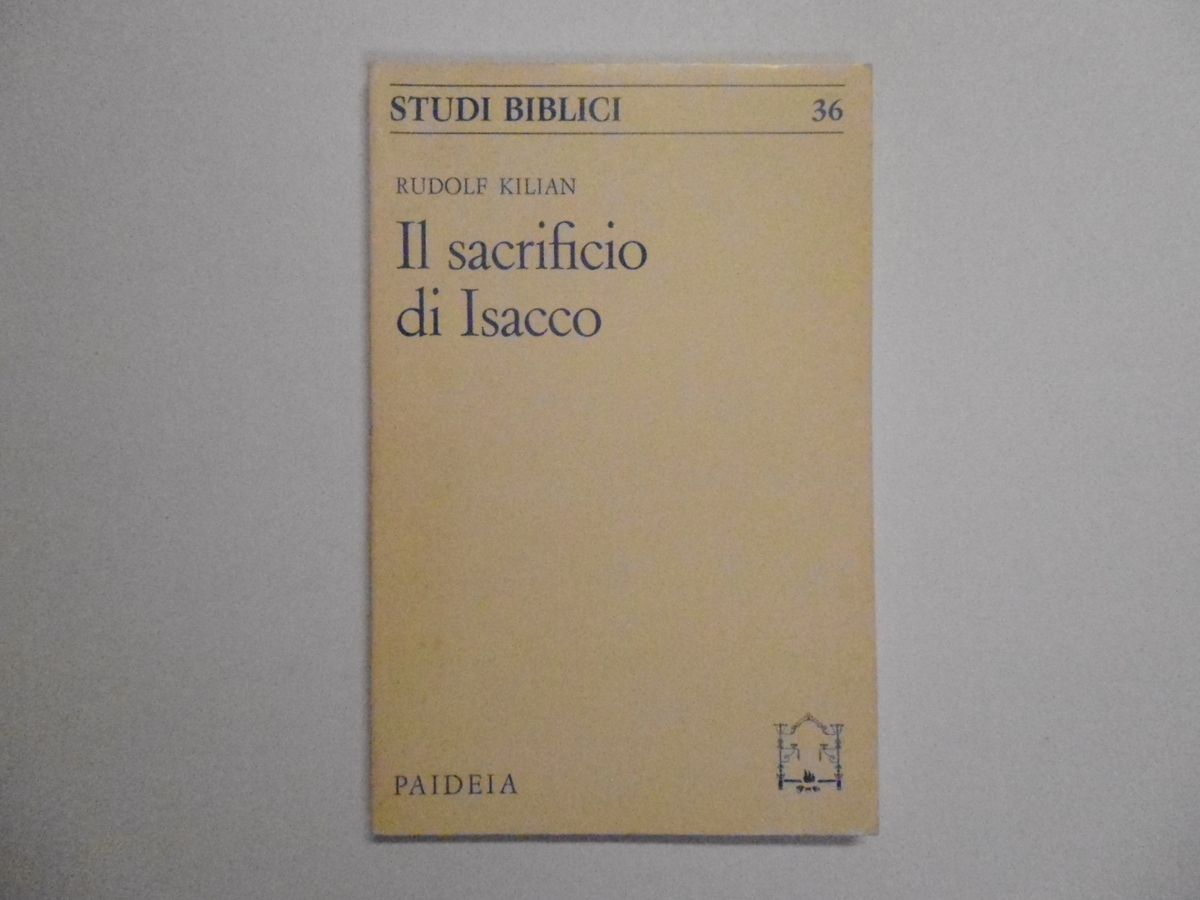 STUDI BIBLICI 36
RUDOLF KILIAN
Il sacrificio
di Isacco
PAIDEIA